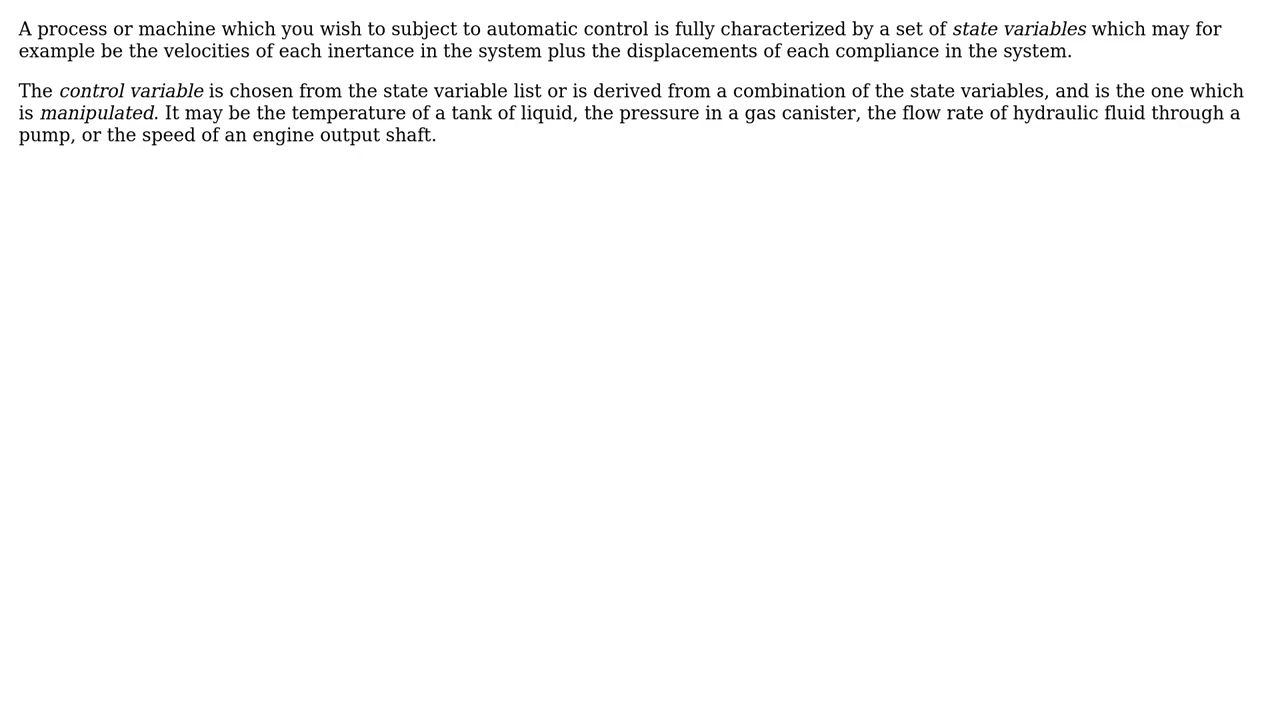 A process or machine which you wish to subject to automatic control is fully characterized by a set of state variables which may for
example be the velocities of each inertance in the system plus the displacements of each compliance in the system.
The control variable is chosen from the state variable list or is derived from a combination of the state variables, and is the one which
is manipulated. It may be the temperature of a tank of liquid, the pressure in a gas canister, the flow rate of hydraulic fluid through a
pump, or the speed of an engine output shaft.